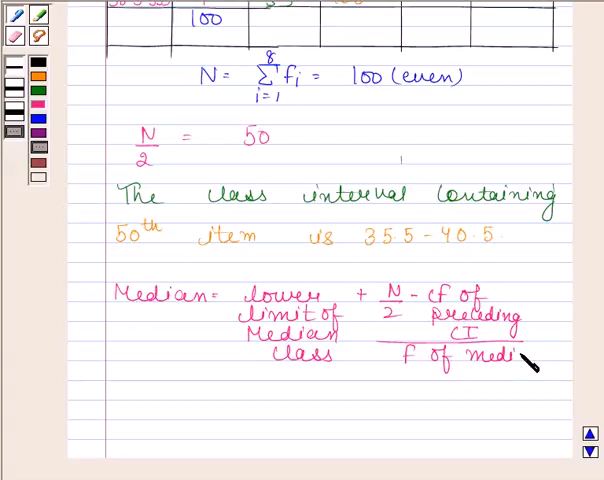 100
8
N = Σ fi = 100 (even)
i=1
N/2 = 50
The class interval containing
50th item is 35.5 - 40.5
Median = lower + N/2 - cf of
limit of preceding
Median CI
class f of medi